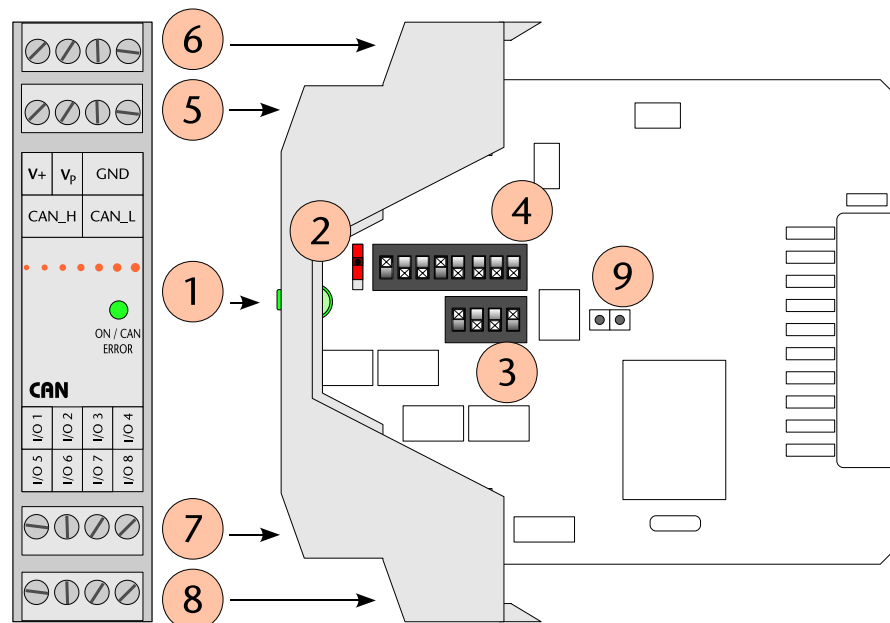 6
5
V+ Vp GND
CAN_H CAN_L
4
2
1
9
ON / CAN
ERROR
3
CAN
I/O 1 I/O 2 I/O 3 I/O 4
I/O 5 I/O 6 I/O 7 I/O 8
7
8